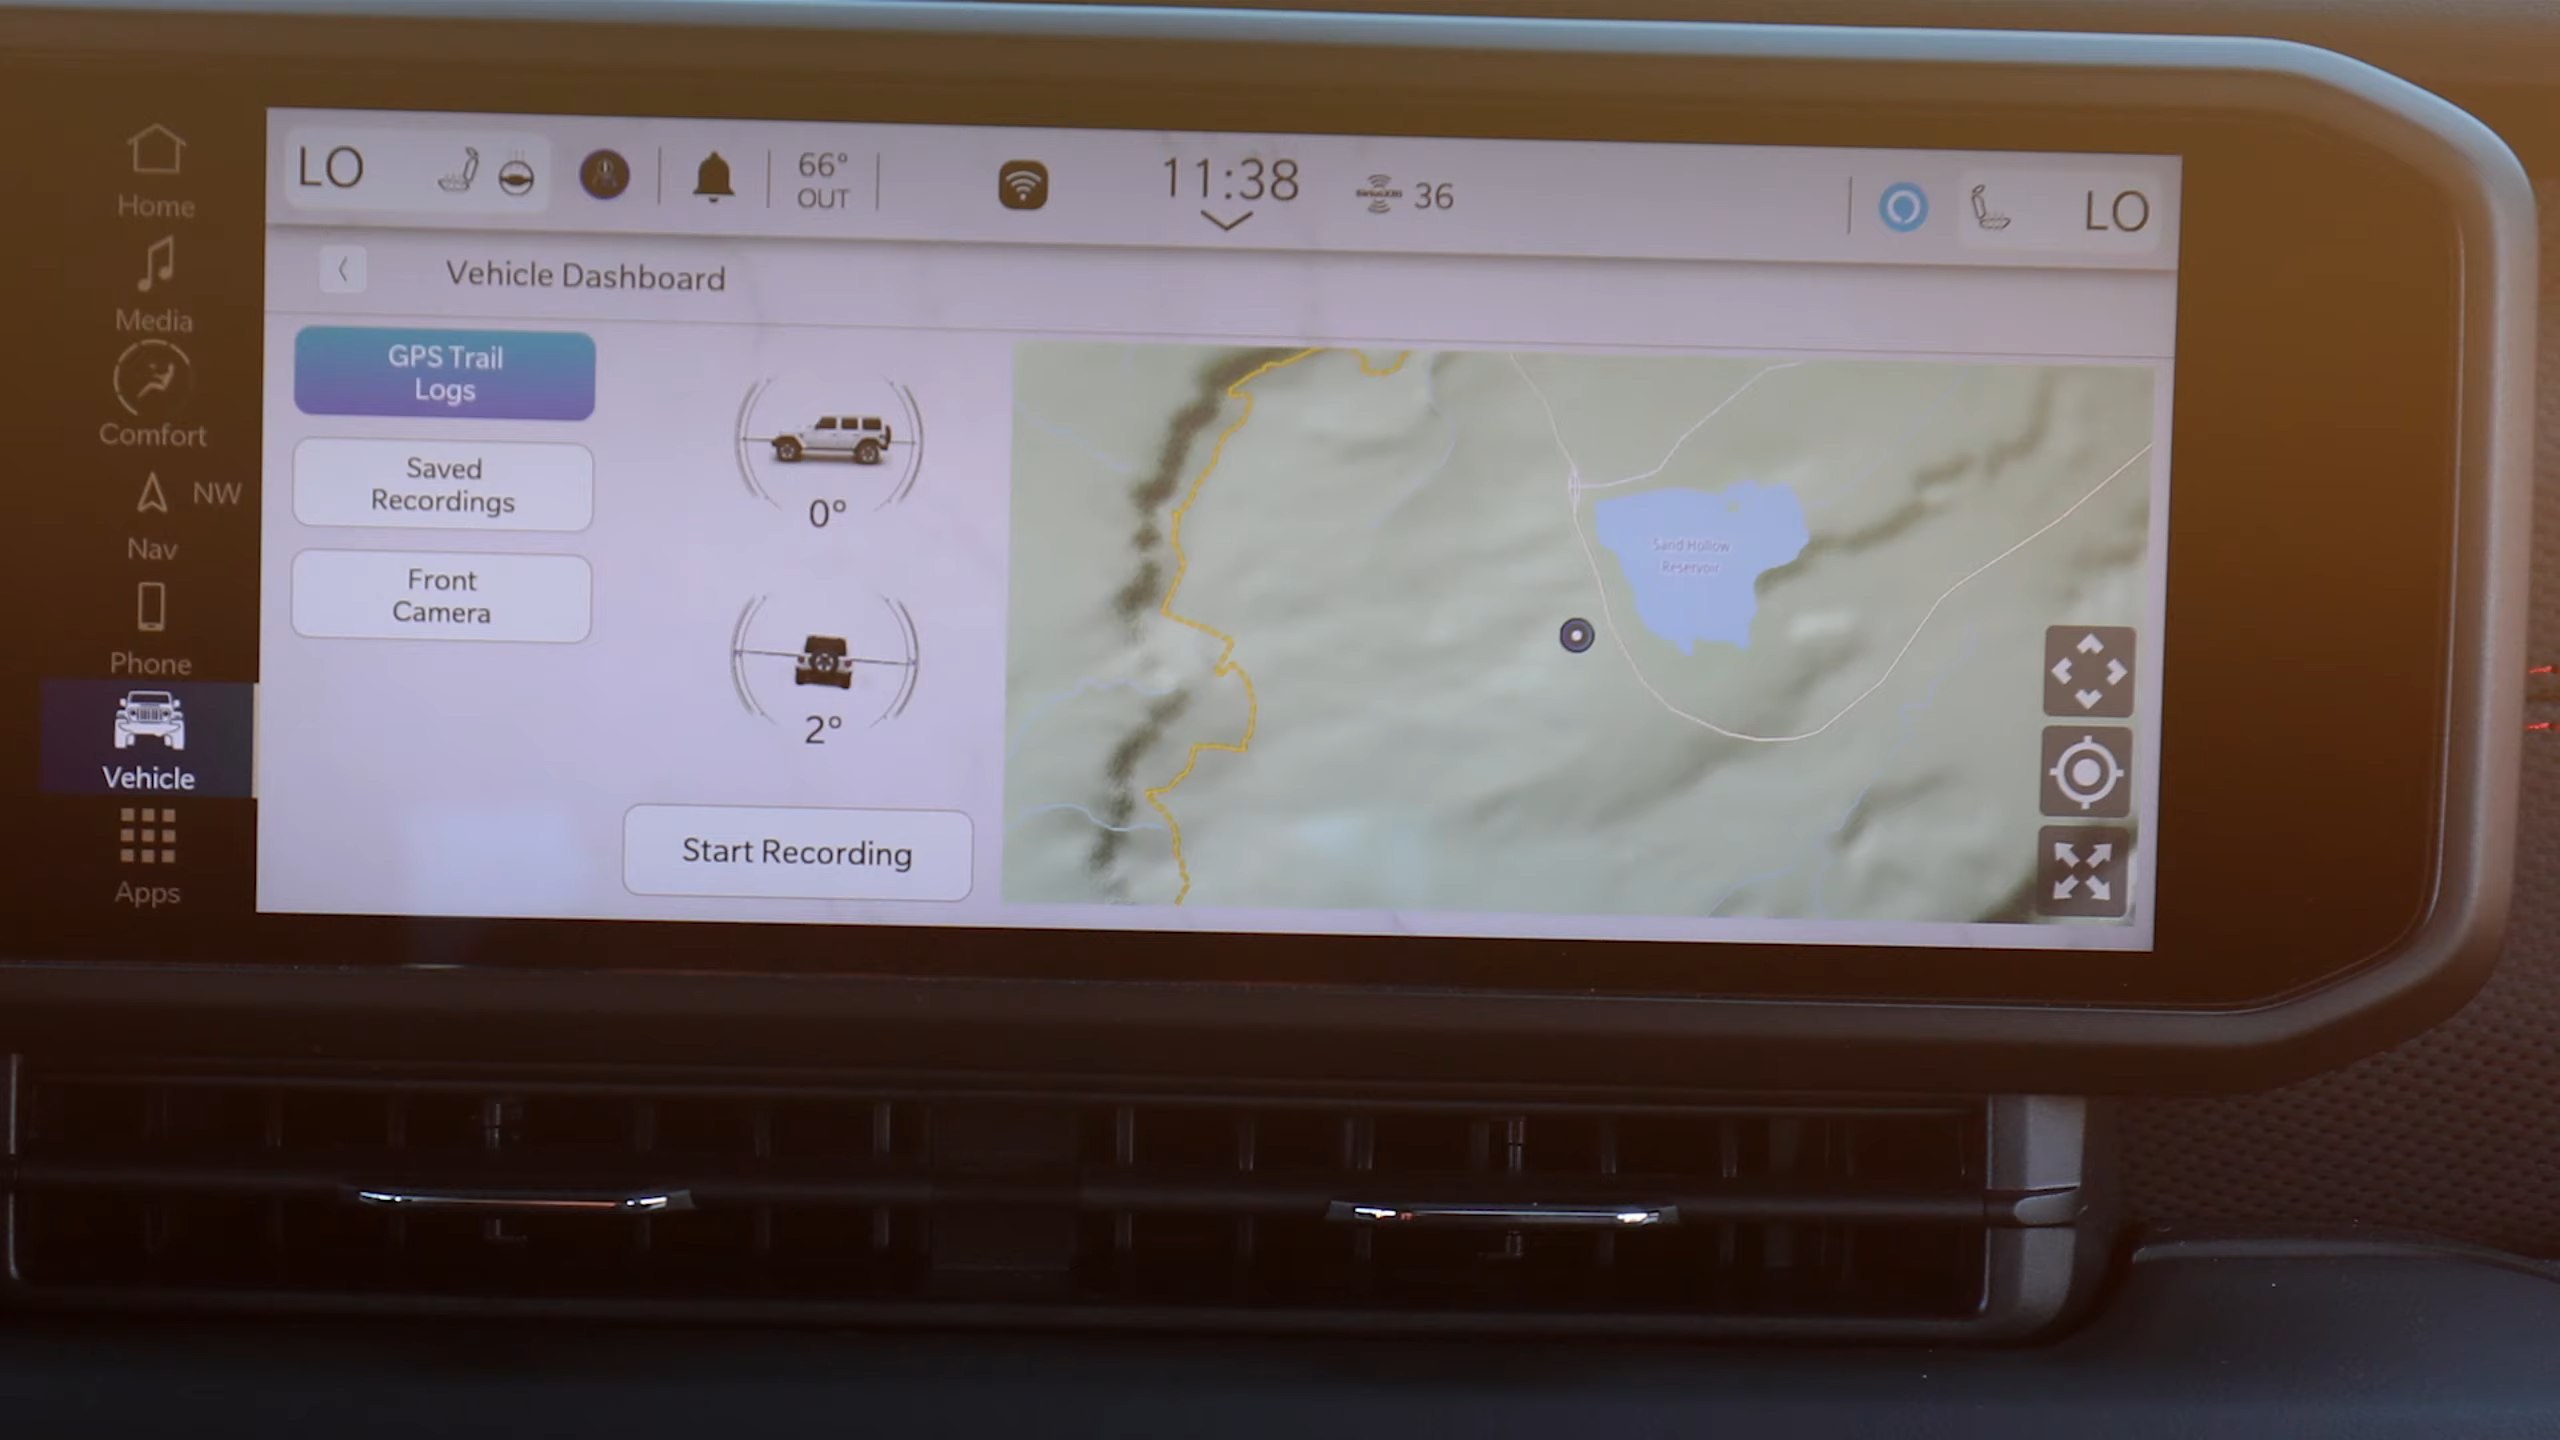 LO
66°
OUT
11:38
SiriusXM
36
LO
Home
Media
Comfort
NW
Nav
Phone
Vehicle
Apps
Vehicle Dashboard
GPS Trail
Logs
Saved
Recordings
Front
Camera
0°
2°
Start Recording
Sand Hollow
Reservoir